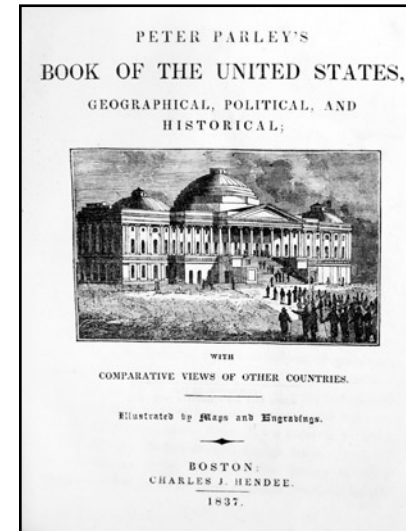 PETER PARLEY'S
BOOK OF THE UNITED STATES,
GEOGRAPHICAL, POLITICAL, AND
HISTORICAL;
WITH
COMPARATIVE VIEWS OF OTHER COUNTRIES.
Illustrated by Maps and Engravings.
BOSTON:
CHARLES J. HENDEE.
1837.